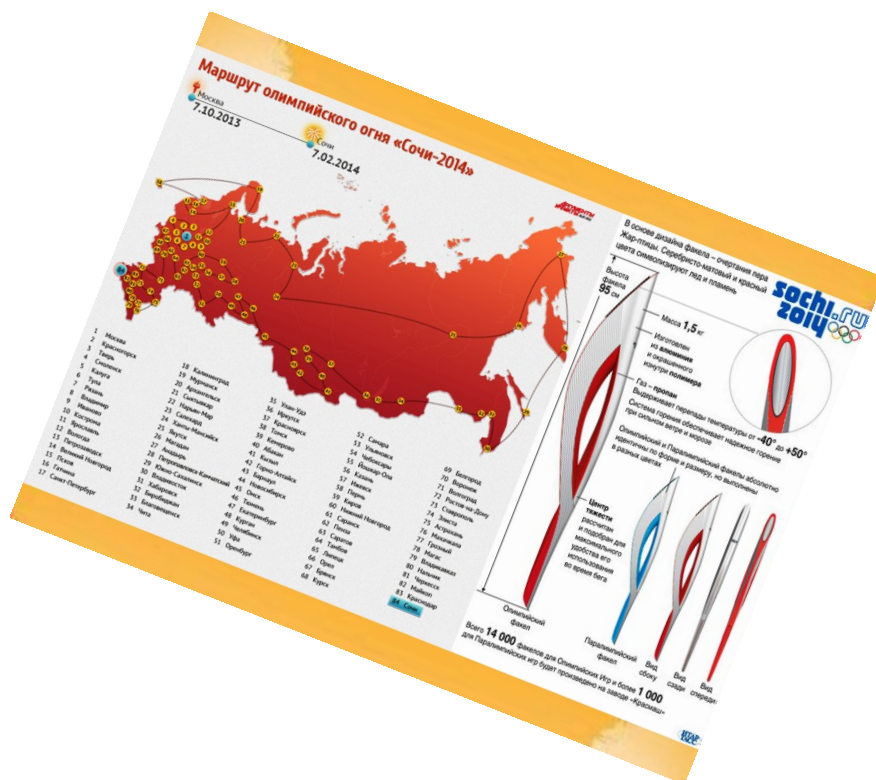 Маршрут олимпийского огня «Сочи-2014»
Москва
7.10.2013
Сочи
7.02.2014
АРГУМЕНТЫ
И ФАКТЫ
1 Москва
2 Красногорск
3 Тверь
4 Смоленск
5 Калуга
6 Тула
7 Рязань
8 Владимир
9 Иваново
10 Кострома
11 Ярославль
12 Вологда
13 Петрозаводск
14 Великий Новгород
15 Псков
16 Гатчина
17 Санкт-Петербург
18 Калининград
19 Мурманск
20 Архангельск
21 Сыктывкар
22 Нарьян-Мар
23 Салехард
24 Ханты-Мансийск
25 Якутск
26 Магадан
27 Анадырь
28 Петропавловск-Камчатский
29 Южно-Сахалинск
30 Владивосток
31 Хабаровск
32 Биробиджан
33 Благовещенск
34 Чита
35 Улан-Удэ
36 Иркутск
37 Красноярск
38 Томск
39 Кемерово
40 Абакан
41 Кызыл
42 Горно-Алтайск
43 Барнаул
44 Новосибирск
45 Омск
46 Тюмень
47 Екатеринбург
48 Курган
49 Челябинск
50 Уфа
51 Оренбург
52 Самара
53 Ульяновск
54 Чебоксары
55 Йошкар-Ола
56 Казань
57 Ижевск
58 Пермь
59 Киров
60 Нижний Новгород
61 Саранск
62 Пенза
63 Саратов
64 Тамбов
65 Липецк
66 Орел
67 Брянск
68 Курск
69 Белгород
70 Воронеж
71 Волгоград
72 Ростов-на-Дону
73 Ставрополь
74 Элиста
75 Астрахань
76 Махачкала
77 Грозный
78 Магас
79 Владикавказ
80 Нальчик
81 Черкесск
82 Майкоп
83 Краснодар
84 Сочи
В основе дизайна факела – очертания пера
Жар-птицы. Серебристо-матовый и красный
цвета символизируют лед и пламень
sochi.ru
2014
Высота
факела
95 см
Масса 1,5 кг
Изготовлен
из алюминия
и окрашенного
изнутри полимера
Газ – пропан
Выдерживает перепады температуры от -40° до +50°
Система горения обеспечивает надежное горение
при сильном ветре и морозе
Олимпийский и Паралимпийский факелы абсолютно
идентичны по форме и размеру, но выполнены
в разных цветах
Центр
тяжести
рассчитан
и подобран для
максимального
удобства его
использования
во время бега
Олимпийский
факел
Паралимпийский
факел
Вид
сбоку
Вид
сзади
Вид
спереди
Всего 14 000 факелов для Олимпийских Игр и более 1 000
для Паралимпийских игр будет произведено на заводе «Красмаш»
ИТАР
ТАСС